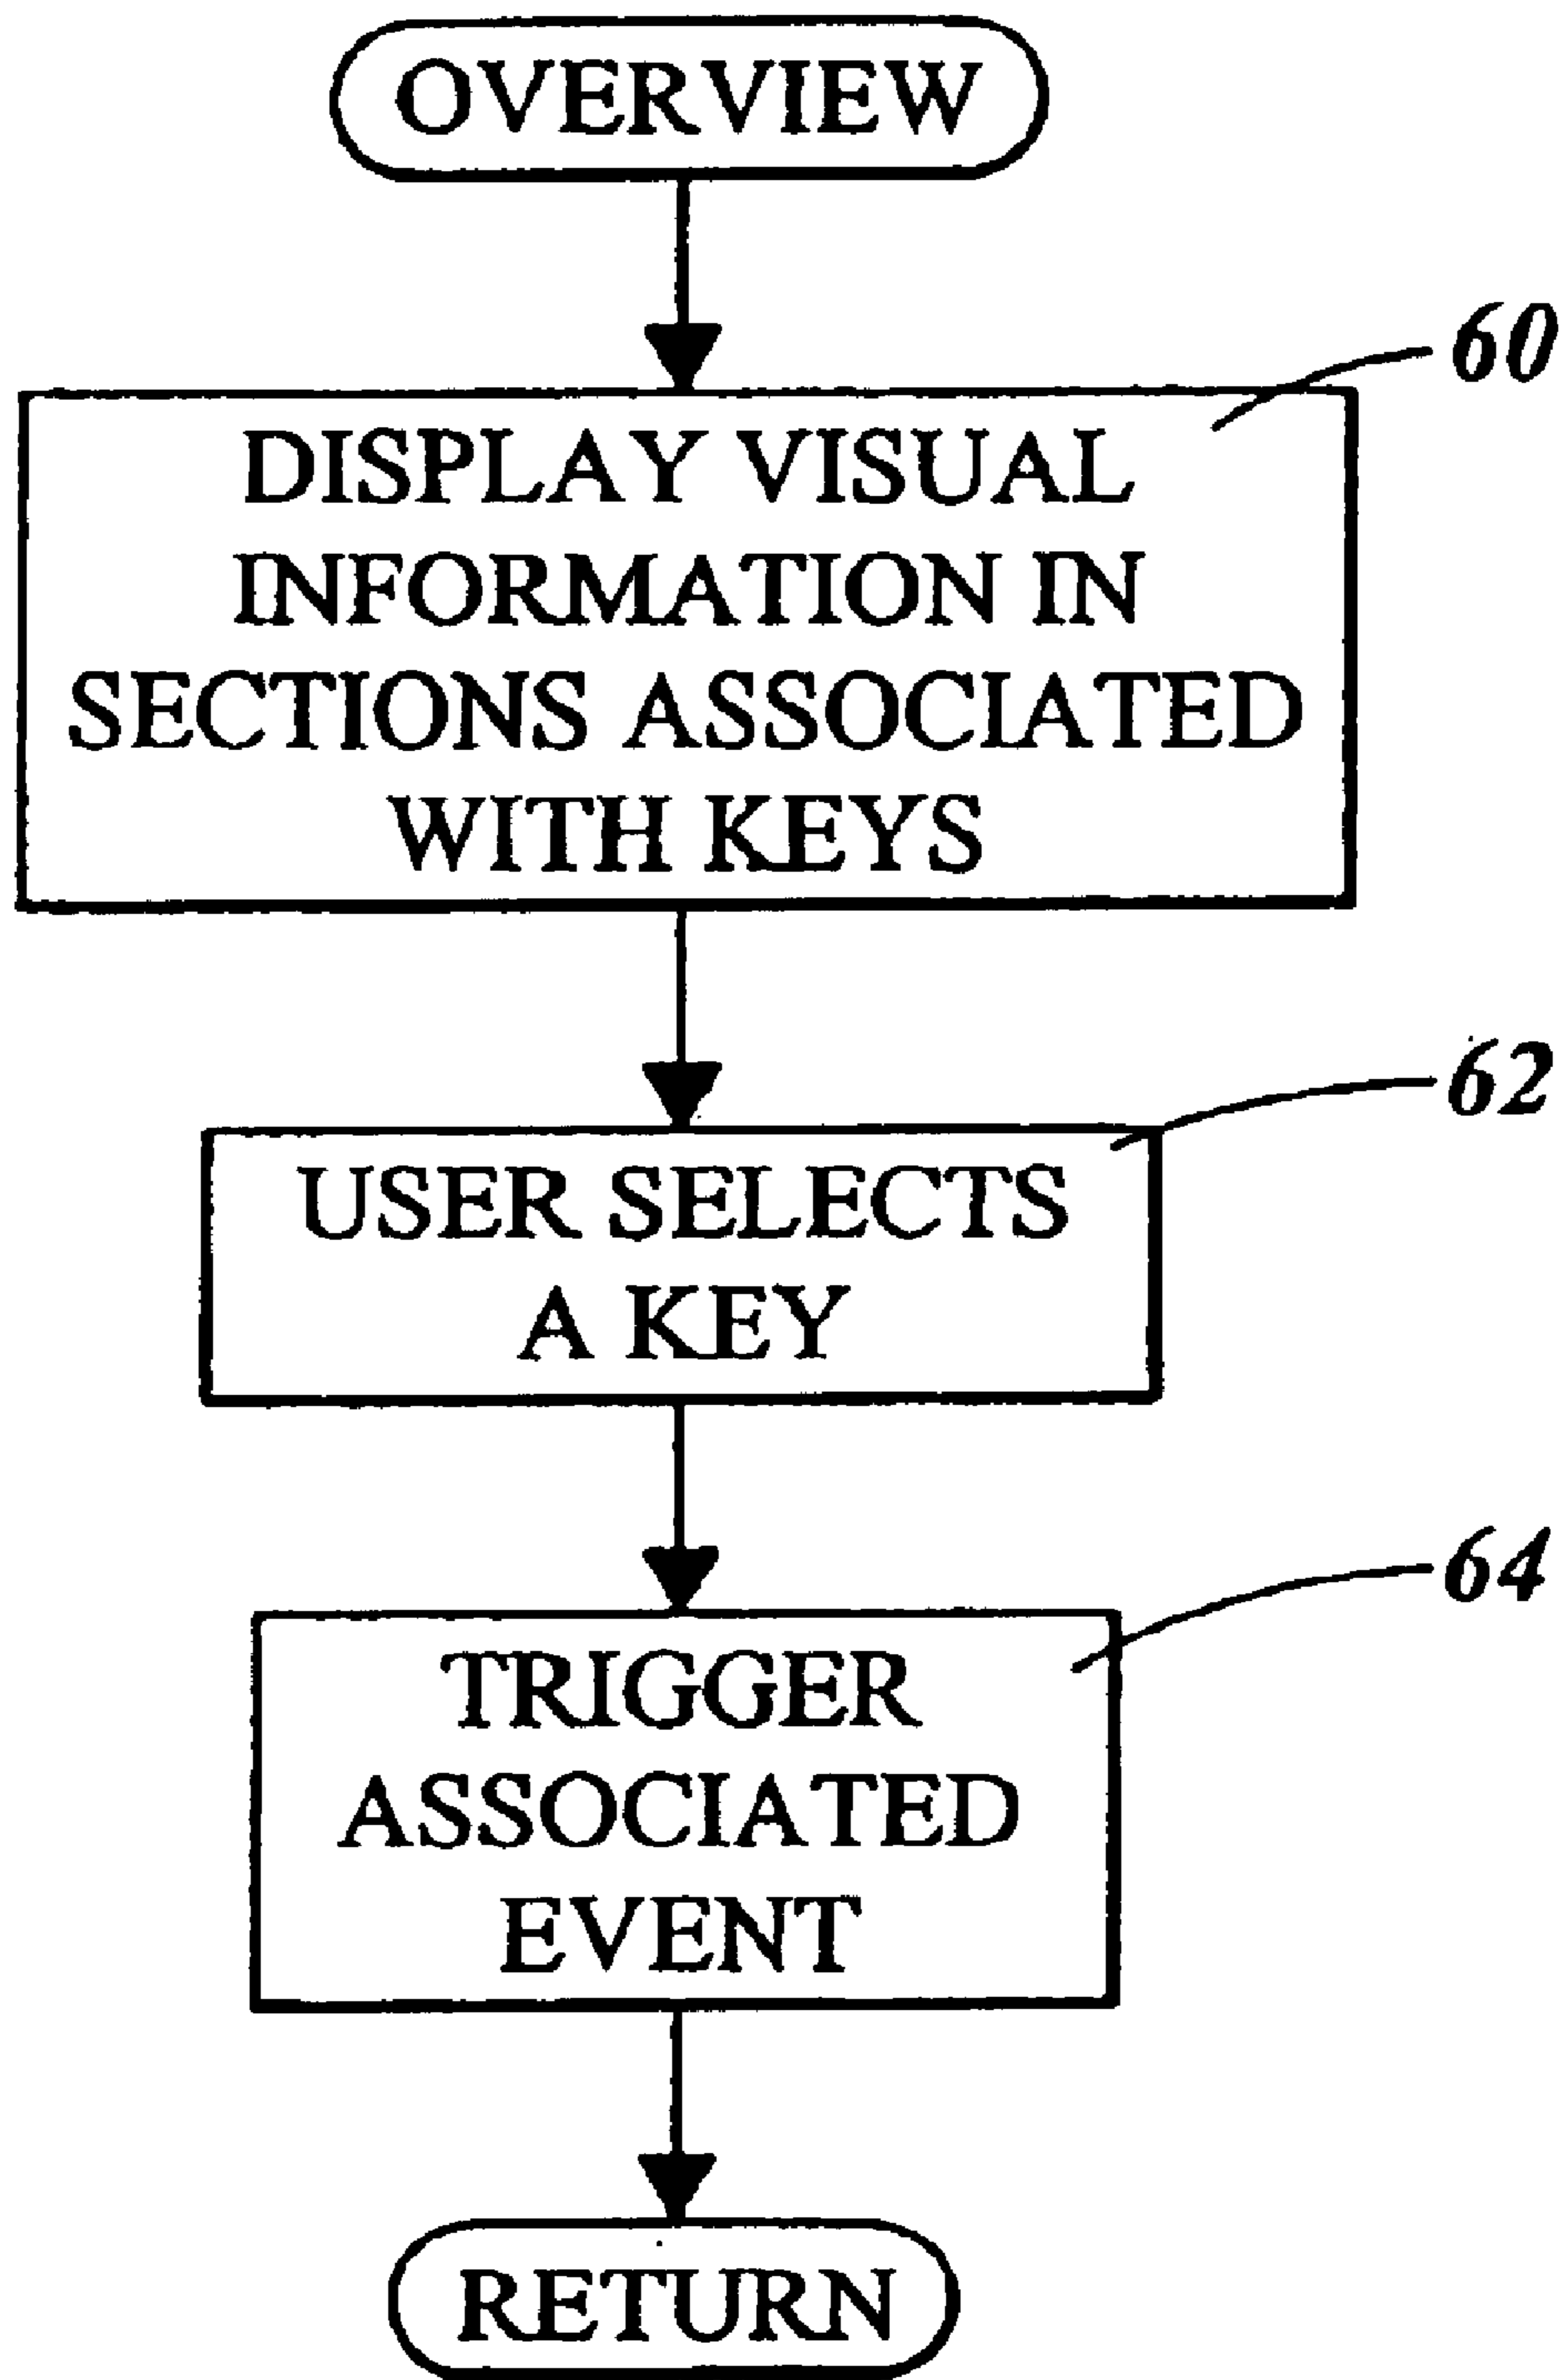 OVERVIEW
60
DISPLAY VISUAL
INFORMATION IN
SECTIONS ASSOCIATED
WITH KEYS
62
USER SELECTS
A KEY
64
TRIGGER
ASSOCIATED
EVENT
RETURN